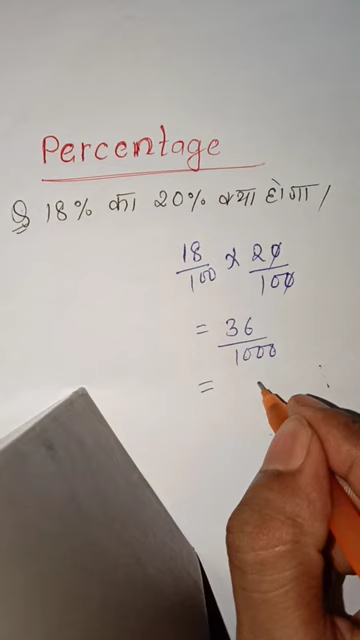 Percentage
Q 18% का 20% क्या होगा /
18/100 × 20/100
= 36/1000
=